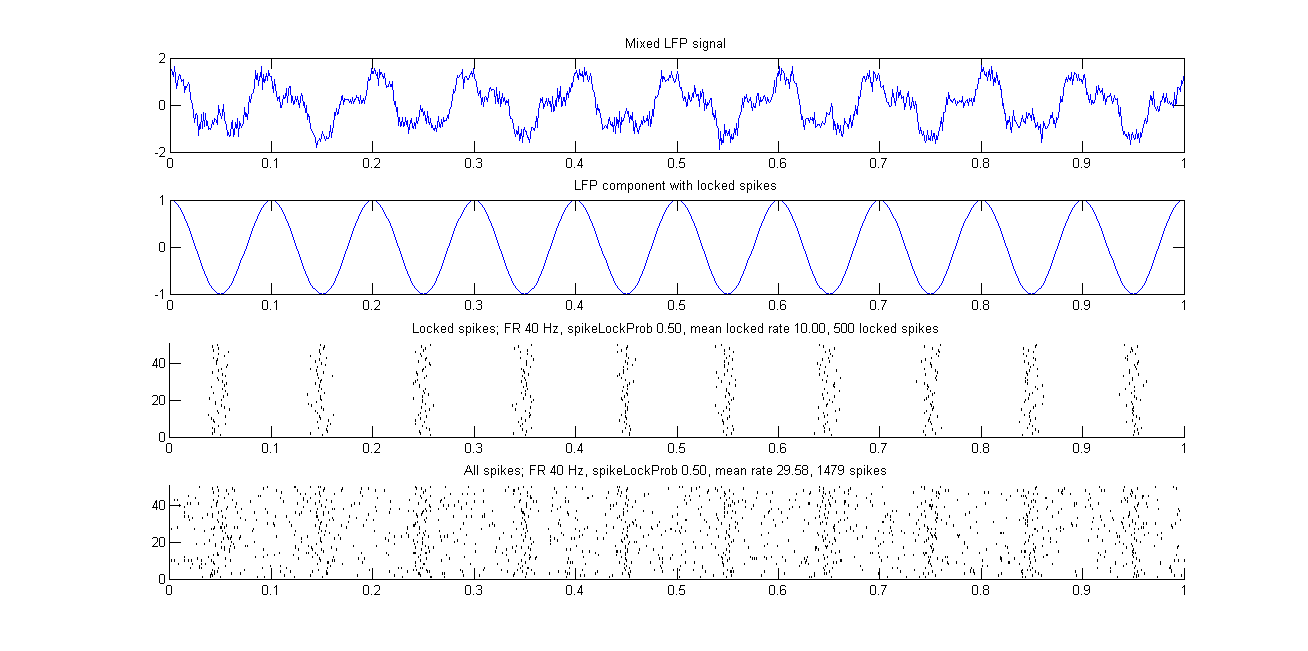 Mixed LFP signal
2
0
-2
0 0.1 0.2 0.3 0.4 0.5 0.6 0.7 0.8 0.9 1
LFP component with locked spikes
1
0
-1
0 0.1 0.2 0.3 0.4 0.5 0.6 0.7 0.8 0.9 1
Locked spikes; FR 40 Hz, spikeLockProb 0.50, mean locked rate 10.00, 500 locked spikes
40
20
0
0 0.1 0.2 0.3 0.4 0.5 0.6 0.7 0.8 0.9 1
All spikes; FR 40 Hz, spikeLockProb 0.50, mean rate 29.58, 1479 spikes
40
20
0
0 0.1 0.2 0.3 0.4 0.5 0.6 0.7 0.8 0.9 1